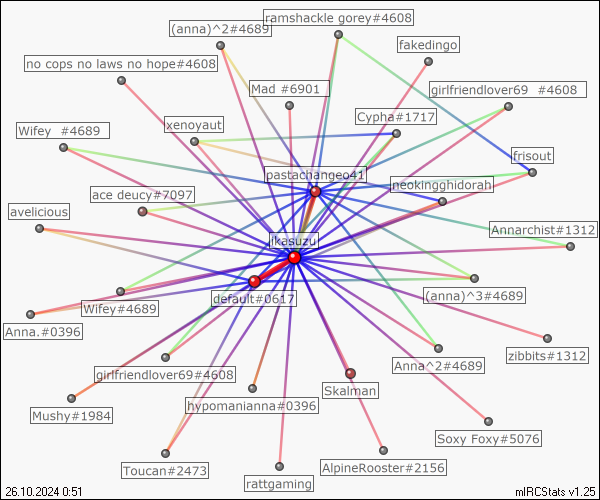 ramshackle gorey#4608
(anna)^2#4689
fakedingo
no cops no laws no hope#4608
Mad #6901
girlfriendlover69 #4608
Cypha#1717
xenoyaut
Wifey #4689
frisout
pastachangeo41
neokingghidorah
ace deucy#7097
avelicious
Annarchist#1312
ikasuzu
default#0617
(anna)^3#4689
Wifey#4689
Anna.#0396
zibbits#1312
Anna^2#4689
girlfriendlover69#4608
Skalman
hypomanianna#0396
Mushy#1984
Soxy Foxy#5076
Toucan#2473
AlpineRooster#2156
rattgaming
26.10.2024 0:51
mIRCStats v1.25